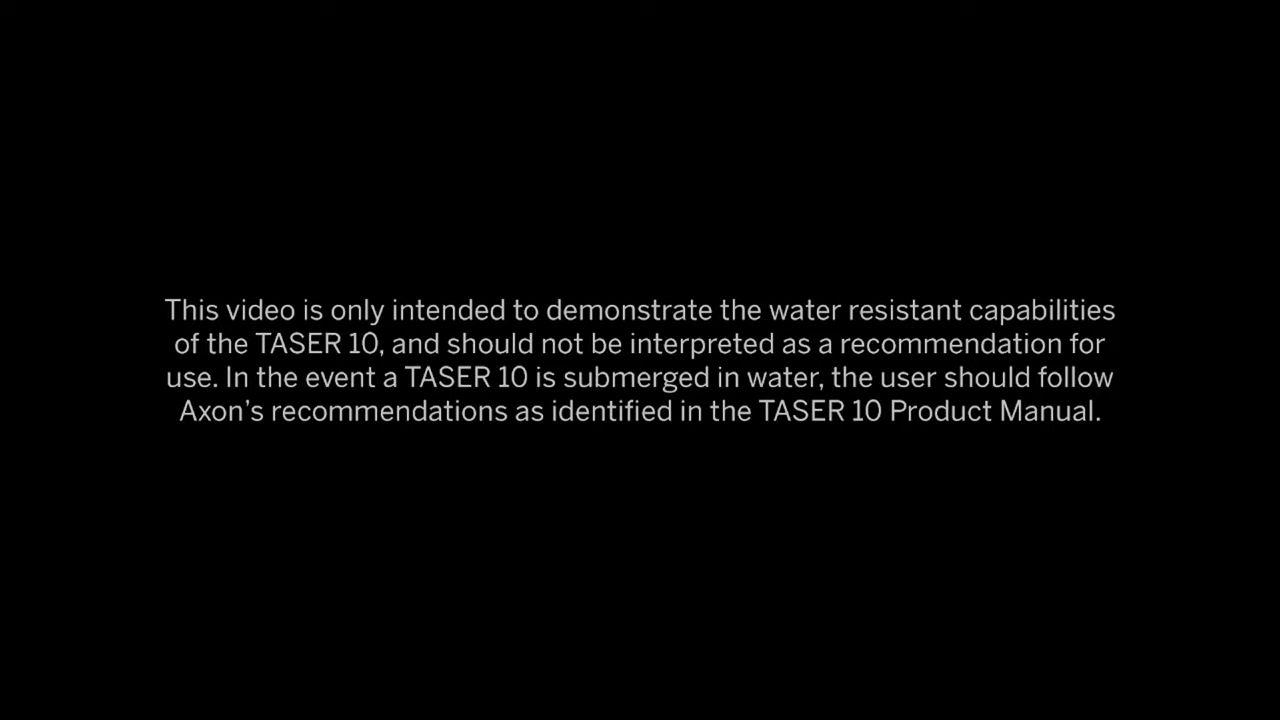 This video is only intended to demonstrate the water resistant capabilities
of the TASER 10, and should not be interpreted as a recommendation for
use. In the event a TASER 10 is submerged in water, the user should follow
Axon’s recommendations as identified in the TASER 10 Product Manual.